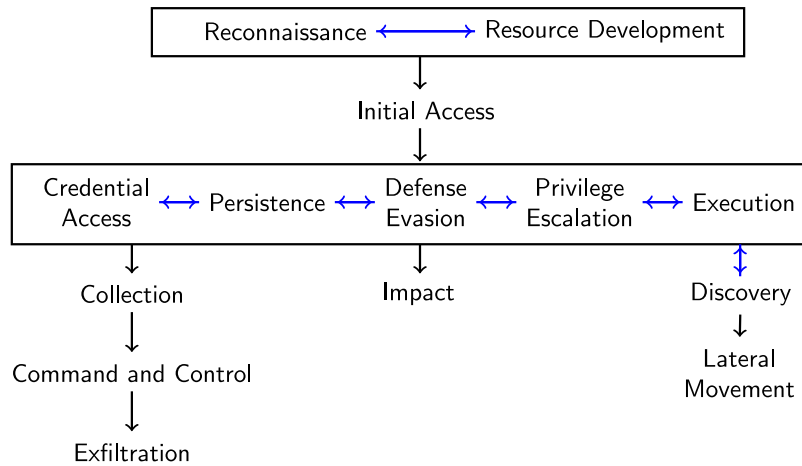 Reconnaissance
Resource Development
Initial Access
Credential
Access
Persistence
Defense
Evasion
Privilege
Escalation
Execution
Collection
Impact
Discovery
Command and Control
Lateral
Movement
Exfiltration